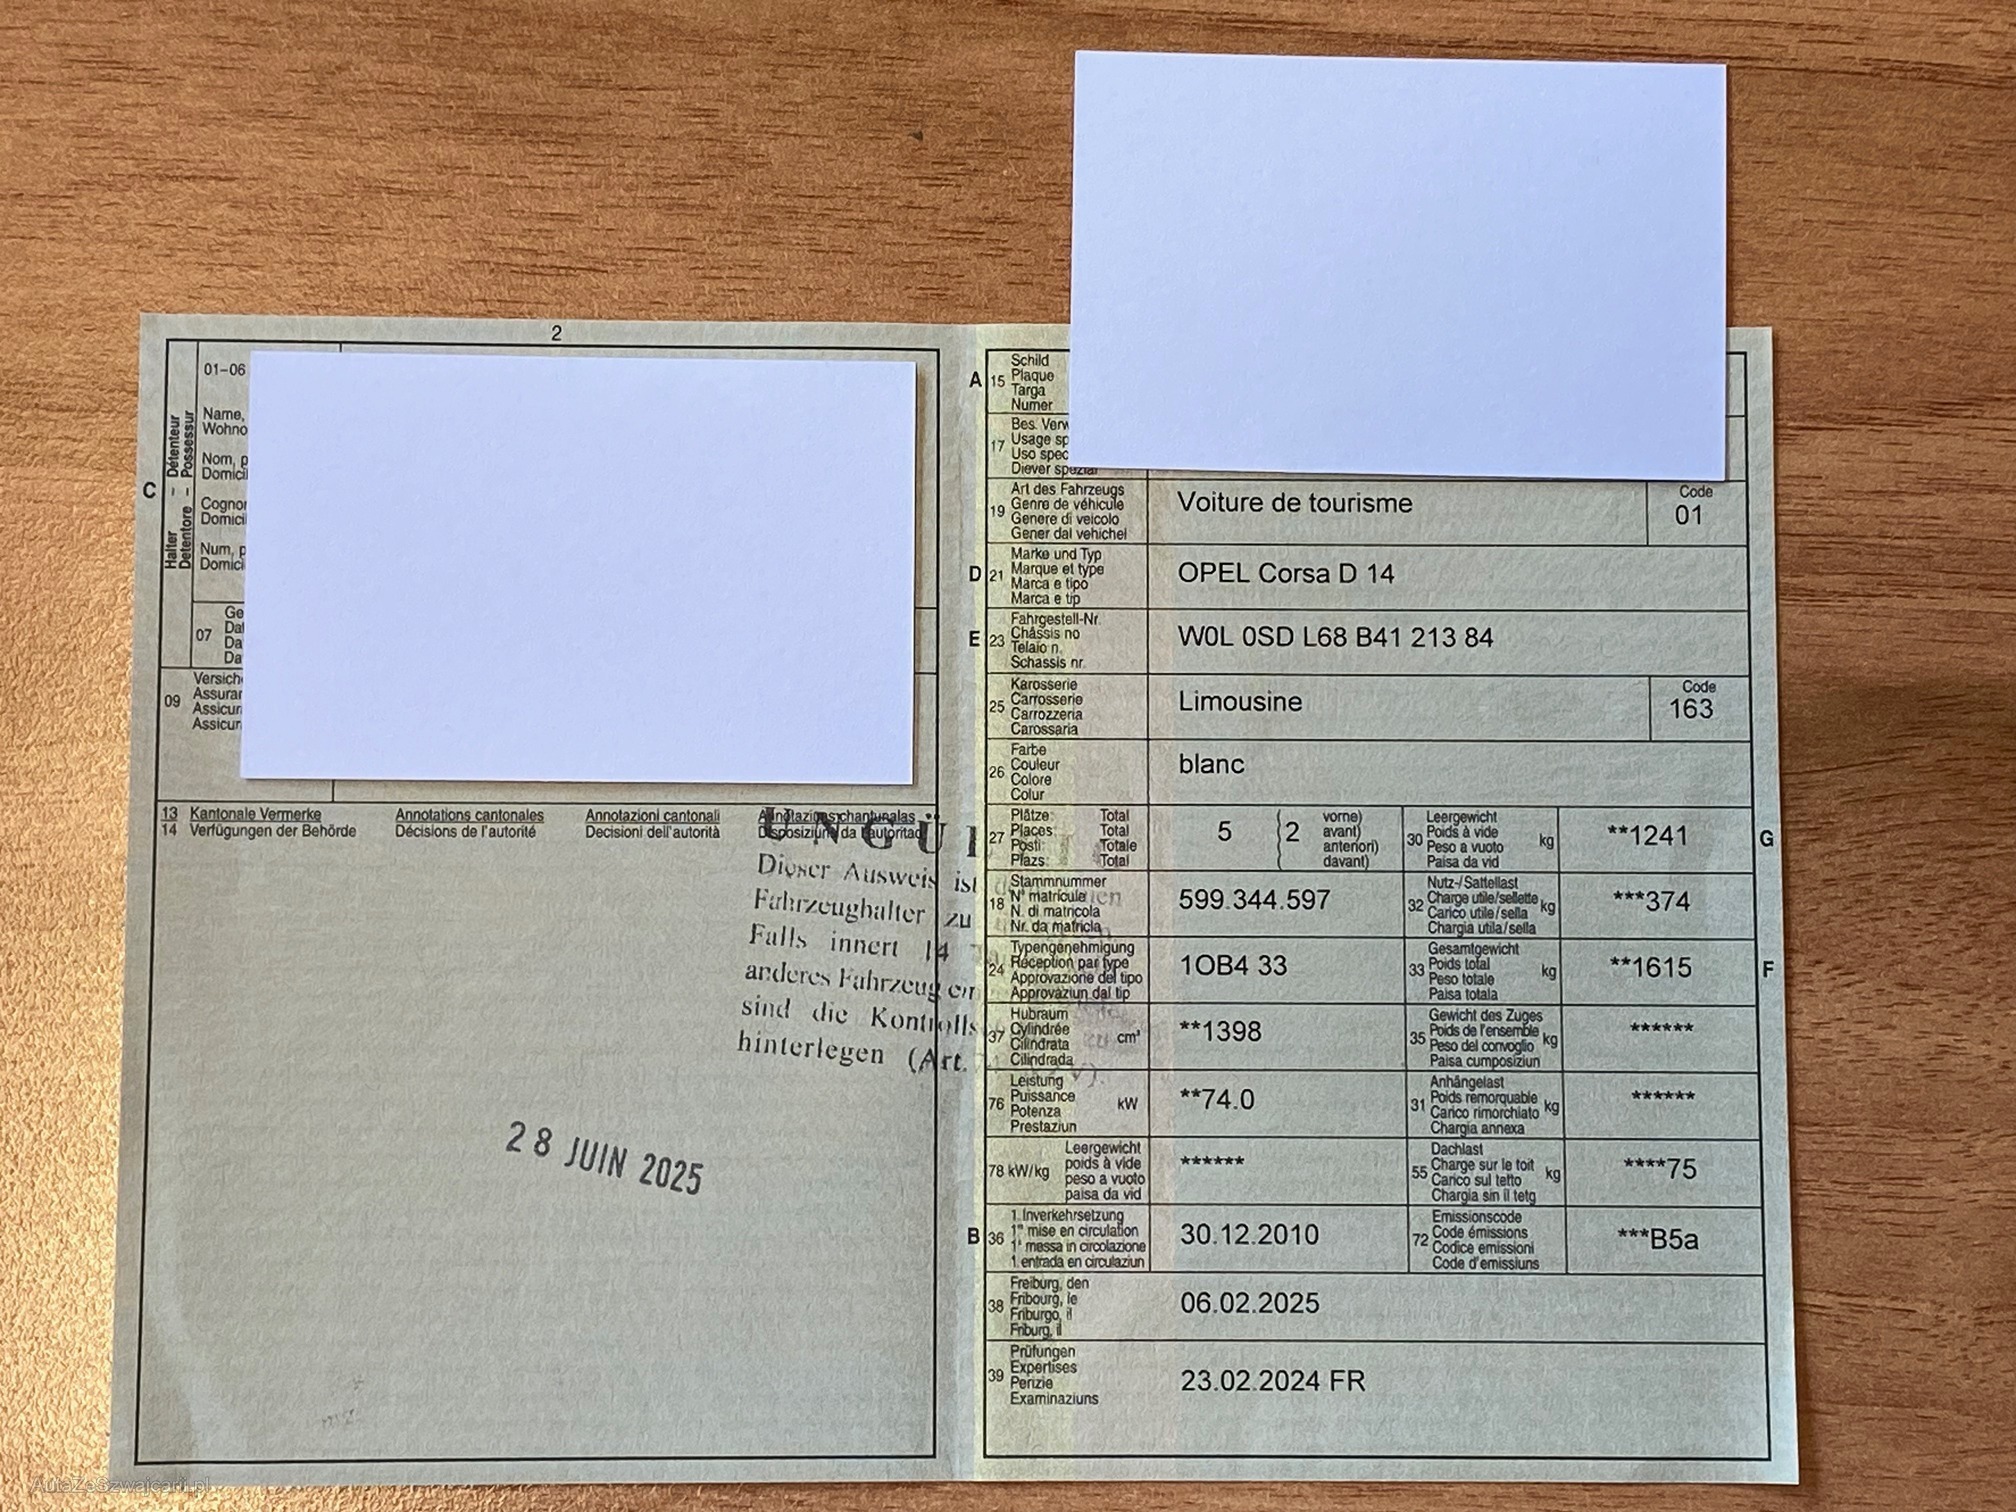 2
C
Halter – Détenteur
Detentore – Possessur
01–06
Name,
Wohno
Nom, p
Domici
Cognor
Domici
Num, p
Domici
07
Ge
Da
Da
Da
09
Versich
Assurar
Assicur
Assicur
13 Kantonale Vermerke Annotations cantonales Annotazioni cantonali Annotaziuns chantunalas
14 Verfügungen der Behörde Décisions de l'autorité Decisioni dell'autorità Disposiziuns da l'autoritad
UNGÜ
Dieser Ausweis ist
Fahrzeughalter zu
Falls innert 14
anderes Fahrzeug ein
sind die Kontrolls
hinterlegen (Art.
28 JUIN 2025
A 15
Schild
Plaque
Targa
Numer
17
Bes. Verw
Usage sp
Uso spec
Diever spezial
19
Art des Fahrzeugs
Genre de véhicule
Genere di veicolo
Gener dal vehichel
Voiture de tourisme
Code
01
D 21
Marke und Typ
Marque et type
Marca e tipo
Marca e tip
OPEL Corsa D 14
E 23
Fahrgestell-Nr.
Châssis no
Telaio n.
Schassis nr.
W0L 0SD L68 B41 213 84
25
Karosserie
Carrosserie
Carrozzeria
Carossaria
Limousine
Code
163
26
Farbe
Couleur
Colore
Colur
blanc
27
Plätze: Total
Places: Total
Posti: Totale
Plazs: Total
5 (2
vorne)
avant)
anteriori)
davant)
30
Leergewicht
Poids à vide
Peso a vuoto
Paisa da vid
kg
**1241
G
18
Stammnummer
N° matricule
N. di matricola
Nr. da matricla
599.344.597
32
Nutz-/Sattellast
Charge utile/sellette
Carico utile/sella
Chargia utila/sella
kg
***374
24
Typengenehmigung
Réception par type
Approvazione del tipo
Approvaziun dal tip
1OB4 33
33
Gesamtgewicht
Poids total
Peso totale
Paisa totala
kg
**1615
F
37
Hubraum
Cylindrée
Cilindrata
Cilindrada
cm³
**1398
35
Gewicht des Zuges
Poids de l'ensemble
Peso del convoglio
Paisa cumposiziun
kg
******
76
Leistung
Puissance
Potenza
Prestaziun
kW
**74.0
31
Anhängelast
Poids remorquable
Carico rimorchiato
Chargia annexa
kg
******
78 kW/kg
Leergewicht
poids à vide
peso a vuoto
paisa da vid
******
55
Dachlast
Charge sur le toit
Carico sul tetto
Chargia sin il tetg
kg
****75
B 36
1. Inverkehrsetzung
1re mise en circulation
1a messa in circolazione
1. entrada en circulaziun
30.12.2010
72
Emissionscode
Code émissions
Codice emissioni
Code d'emissiuns
***B5a
38
Freiburg, den
Fribourg, le
Friburgo, il
Friburg, il
06.02.2025
39
Prüfungen
Expertises
Perizie
Examinaziuns
23.02.2024 FR
AutaZeSzwajcarii.pl